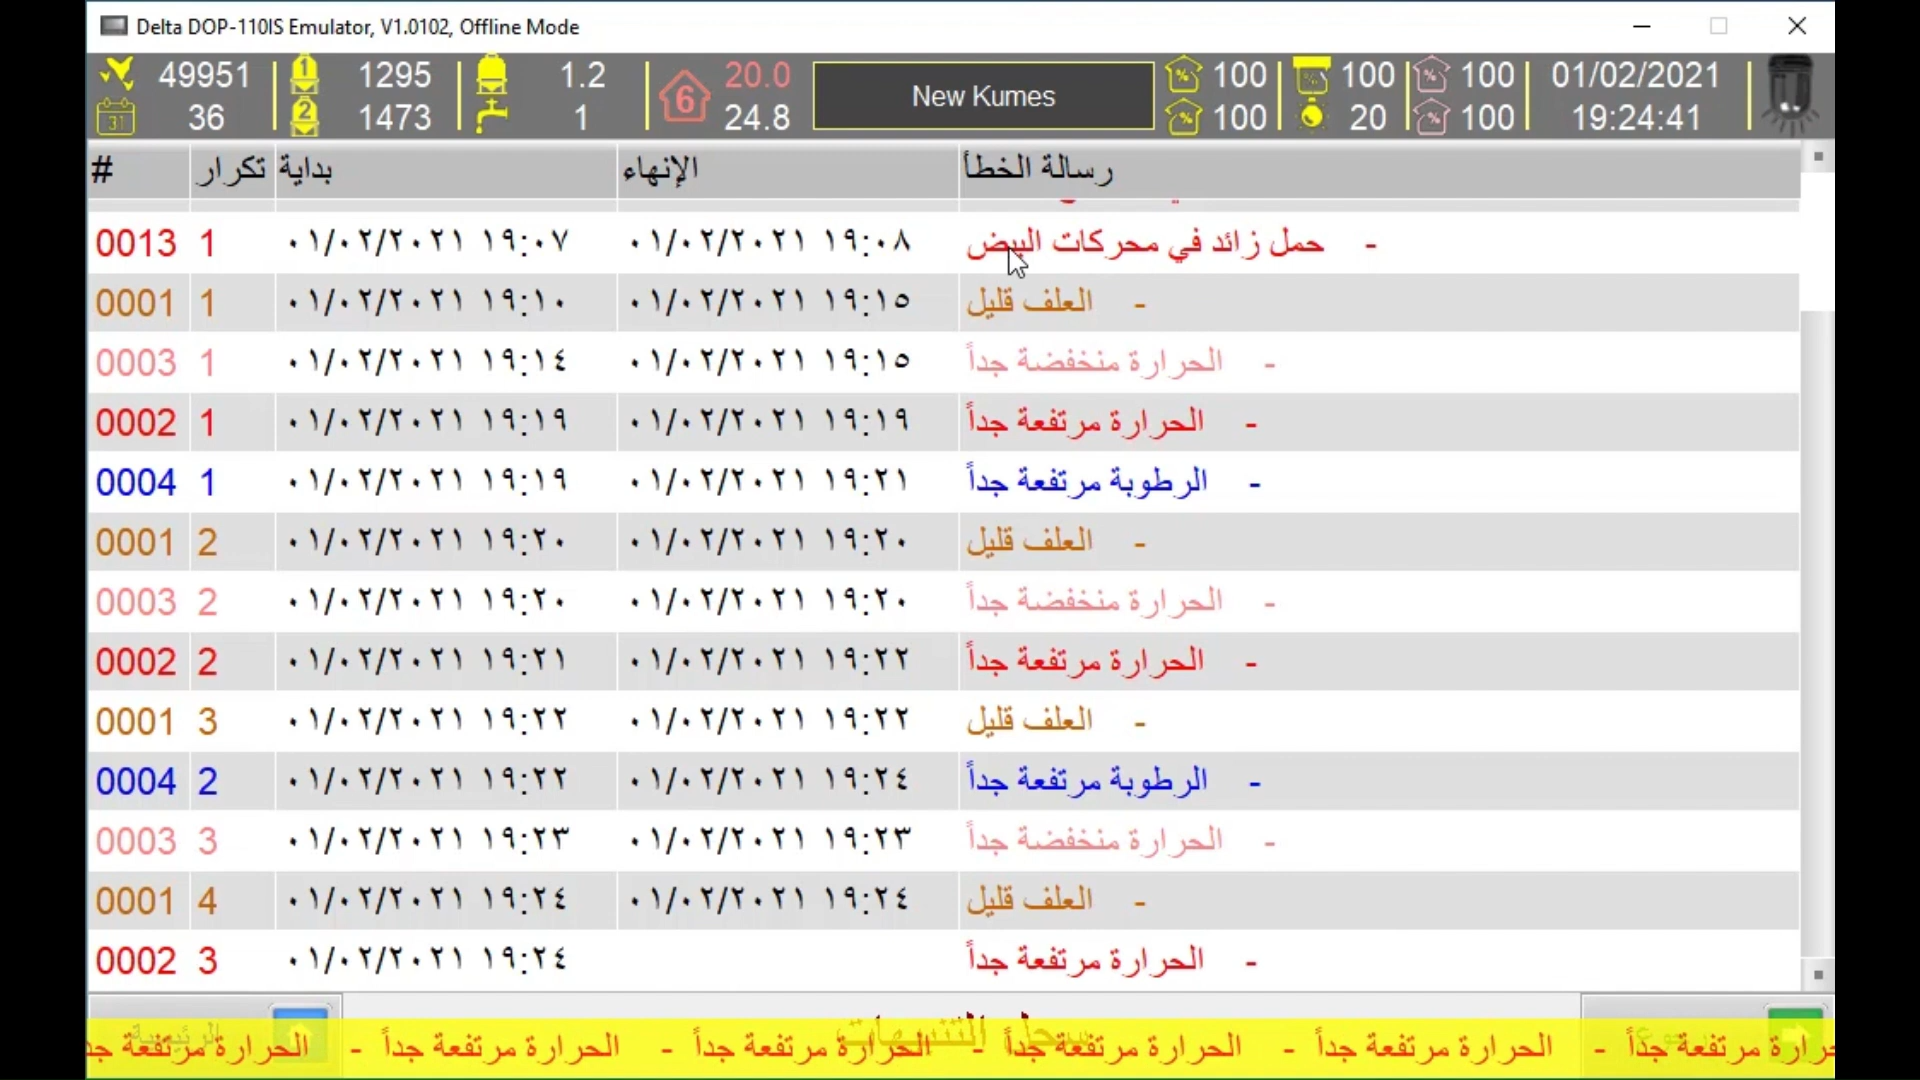 Delta DOP-110IS Emulator, V1.0102, Offline Mode
49951 1 1295 1.2 20.0 New Kumes % 100 100 % 100 01/02/2021
31 36 2 1473 1 6 24.8 % 100 20 % 100 19:24:41
# تكرار بداية الإنهاء رسالة الخطأ
0013 1 ٠١/٠٢/٢٠٢١ ١٩:٠٧ ٠١/٠٢/٢٠٢١ ١٩:٠٨ حمل زائد في محركات البيض -
0001 1 ٠١/٠٢/٢٠٢١ ١٩:١٠ ٠١/٠٢/٢٠٢١ ١٩:١٥ العلف قليل -
0003 1 ٠١/٠٢/٢٠٢١ ١٩:١٤ ٠١/٠٢/٢٠٢١ ١٩:١٥ الحرارة منخفضة جداً -
0002 1 ٠١/٠٢/٢٠٢١ ١٩:١٩ ٠١/٠٢/٢٠٢١ ١٩:١٩ الحرارة مرتفعة جداً -
0004 1 ٠١/٠٢/٢٠٢١ ١٩:١٩ ٠١/٠٢/٢٠٢١ ١٩:٢١ الرطوبة مرتفعة جداً -
0001 2 ٠١/٠٢/٢٠٢١ ١٩:٢٠ ٠١/٠٢/٢٠٢١ ١٩:٢٠ العلف قليل -
0003 2 ٠١/٠٢/٢٠٢١ ١٩:٢٠ ٠١/٠٢/٢٠٢١ ١٩:٢٠ الحرارة منخفضة جداً -
0002 2 ٠١/٠٢/٢٠٢١ ١٩:٢١ ٠١/٠٢/٢٠٢١ ١٩:٢٢ الحرارة مرتفعة جداً -
0001 3 ٠١/٠٢/٢٠٢١ ١٩:٢٢ ٠١/٠٢/٢٠٢١ ١٩:٢٢ العلف قليل -
0004 2 ٠١/٠٢/٢٠٢١ ١٩:٢٢ ٠١/٠٢/٢٠٢١ ١٩:٢٤ الرطوبة مرتفعة جداً -
0003 3 ٠١/٠٢/٢٠٢١ ١٩:٢٣ ٠١/٠٢/٢٠٢١ ١٩:٢٣ الحرارة منخفضة جداً -
0001 4 ٠١/٠٢/٢٠٢١ ١٩:٢٤ ٠١/٠٢/٢٠٢١ ١٩:٢٤ العلف قليل -
0002 3 ٠١/٠٢/٢٠٢١ ١٩:٢٤ الحرارة مرتفعة جداً -
الرئيسية سجل التنبيهات
الحرارة مرتفعة جد - الحرارة مرتفعة جداً - الحرارة مرتفعة جداً - الحرارة مرتفعة جداً - الحرارة مرتفعة جداً - حرارة مرتفعة جداً